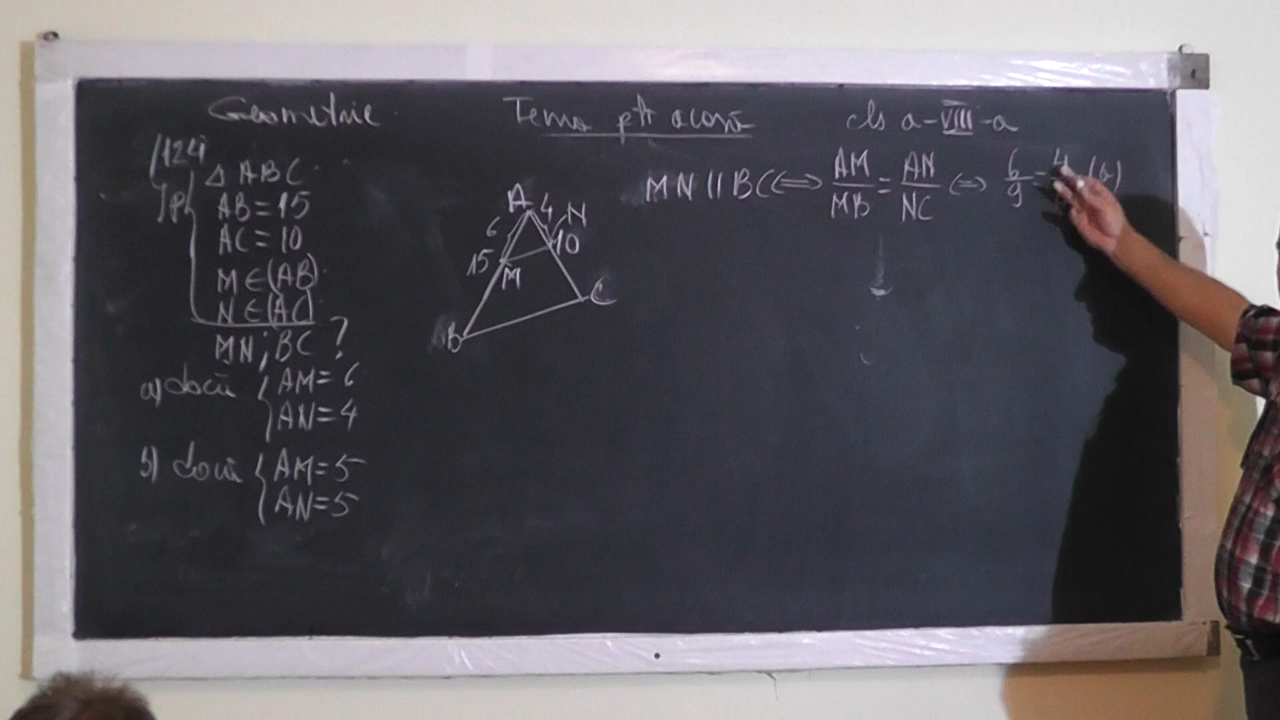 Geometrie
Tema ptr acasă
cls a-VIII-a
/124
Ip
△ ABC
AB=15
AC=10
M∈(AB)
N∈(AC)
MN;BC ?
a) dacă { AM=6
AN=4
b) dacă { AM=5
AN=5
A
4
N
6
10
15
M
C
B
MN || BC ⟺ AM/MB = AN/NC ⟺ 6/9 = 4